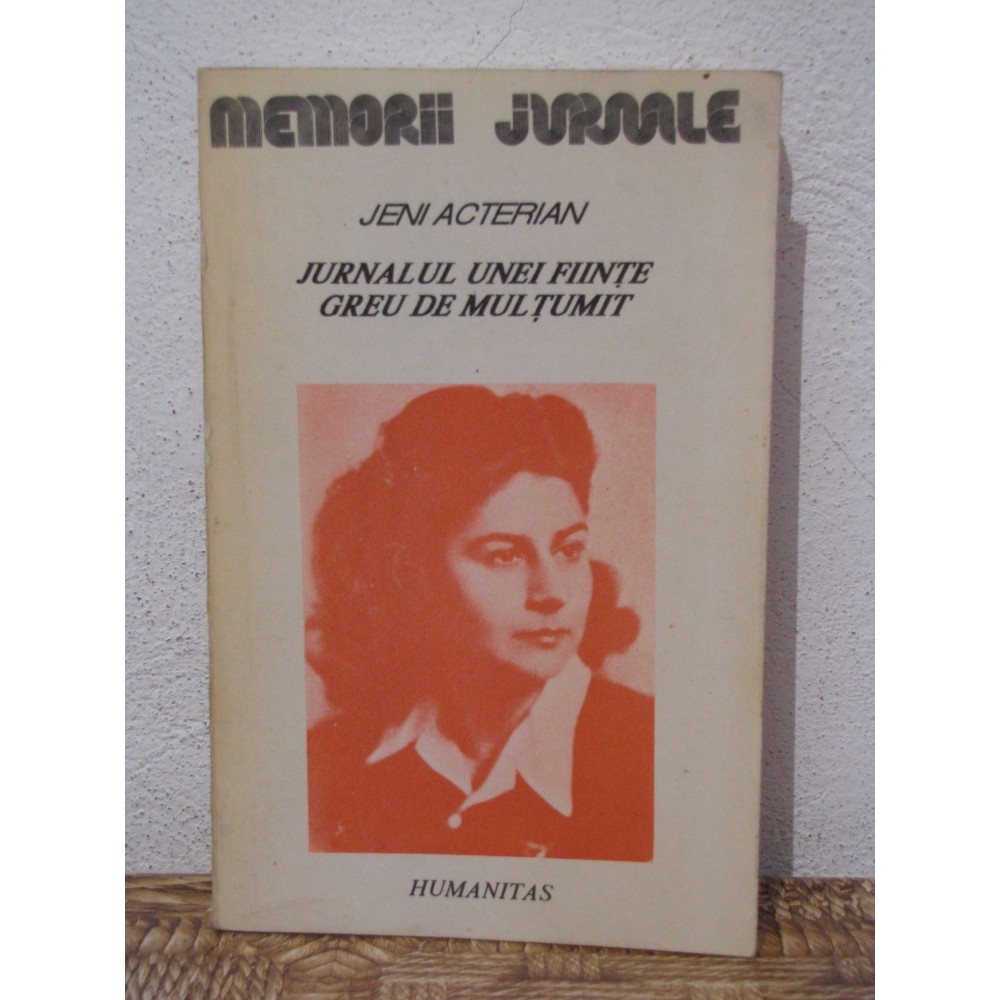 MEMORII JURNALE
JENI ACTERIAN
JURNALUL UNEI FIINȚE
GREU DE MULȚUMIT
HUMANITAS